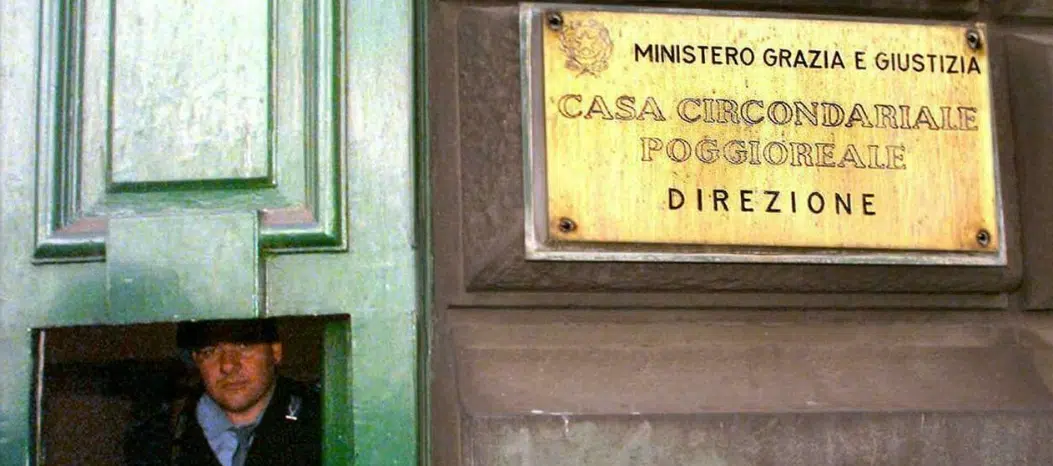 MINISTERO GRAZIA E GIUSTIZIA
CASA CIRCONDARIALE
POGGIOREALE
DIREZIONE